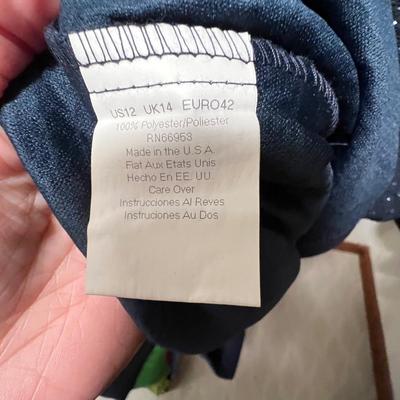 US12 UK14 EURO42
100% Polyester/Poliester
RN66953
Made in the U.S.A.
Fiat Aux Etats Unis
Hecho En EE. UU.
Care Over
Instrucciones Al Reves
Instruciones Au Dos